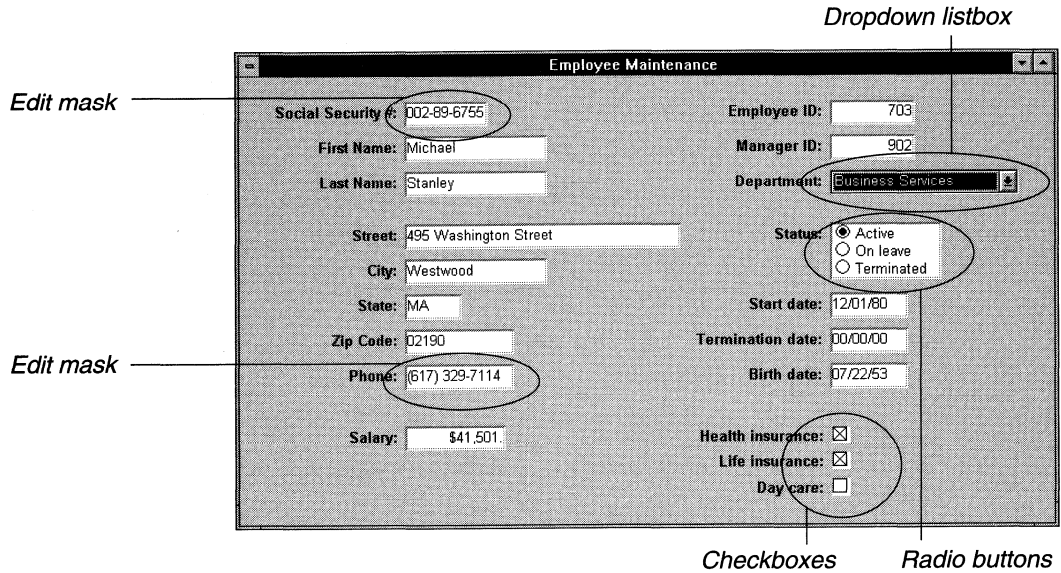 Dropdown listbox
Employee Maintenance
Edit mask
Social Security #: 002-89-6755
First Name: Michael
Last Name: Stanley
Street: 495 Washington Street
City: Westwood
State: MA
Zip Code: 02190
Edit mask
Phone: (617) 329-7114
Salary: $41,501.
Employee ID: 703
Manager ID: 902
Department: Business Services
Status: Active
On leave
Terminated
Start date: 12/01/80
Termination date: 00/00/00
Birth date: 07/22/53
Health insurance:
Life insurance:
Day care:
Checkboxes
Radio buttons